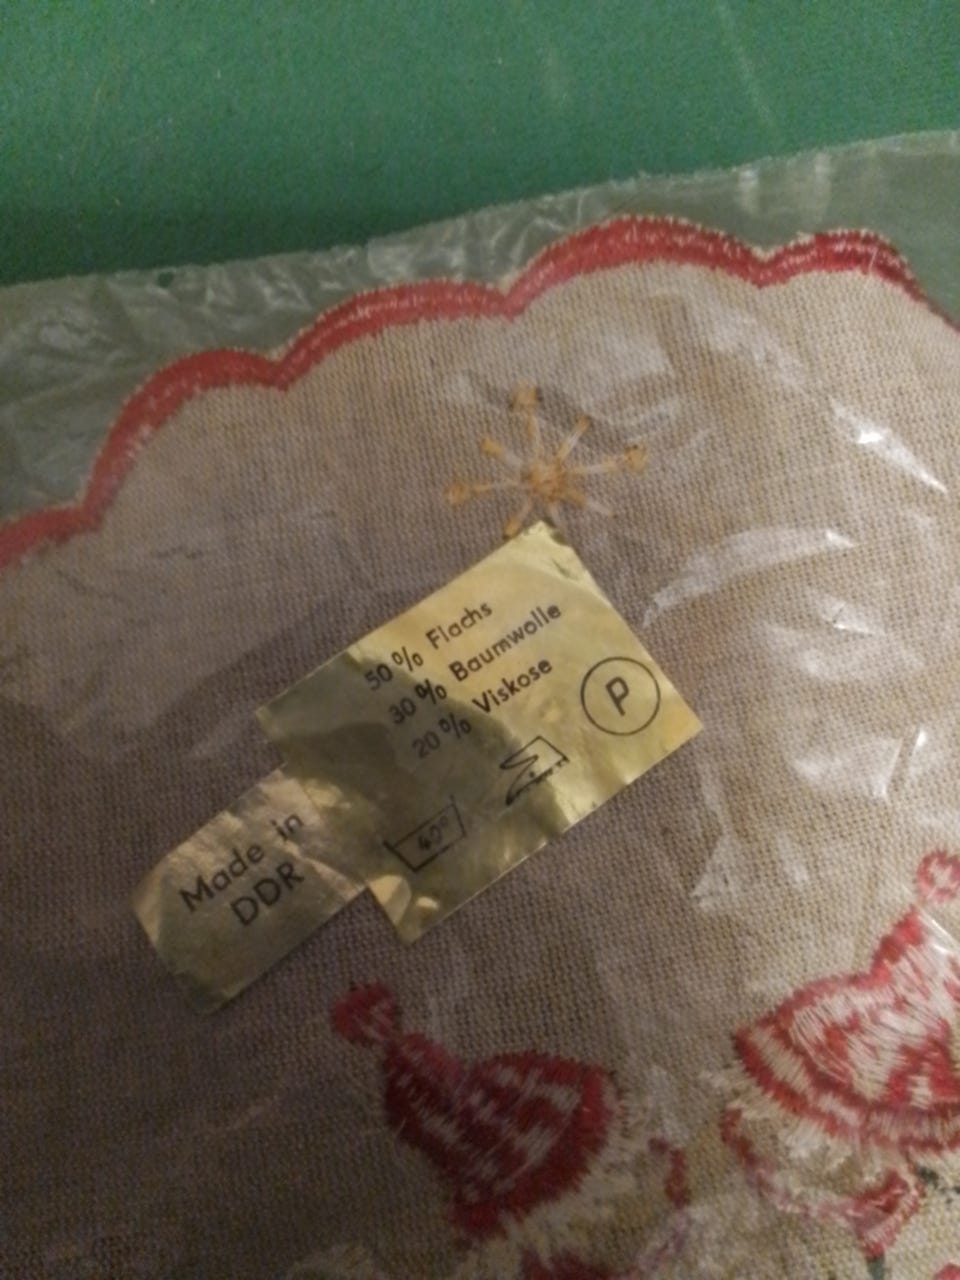 50% Flachs
30% Baumwolle
20% Viskose
P
40°
Made in
DDR